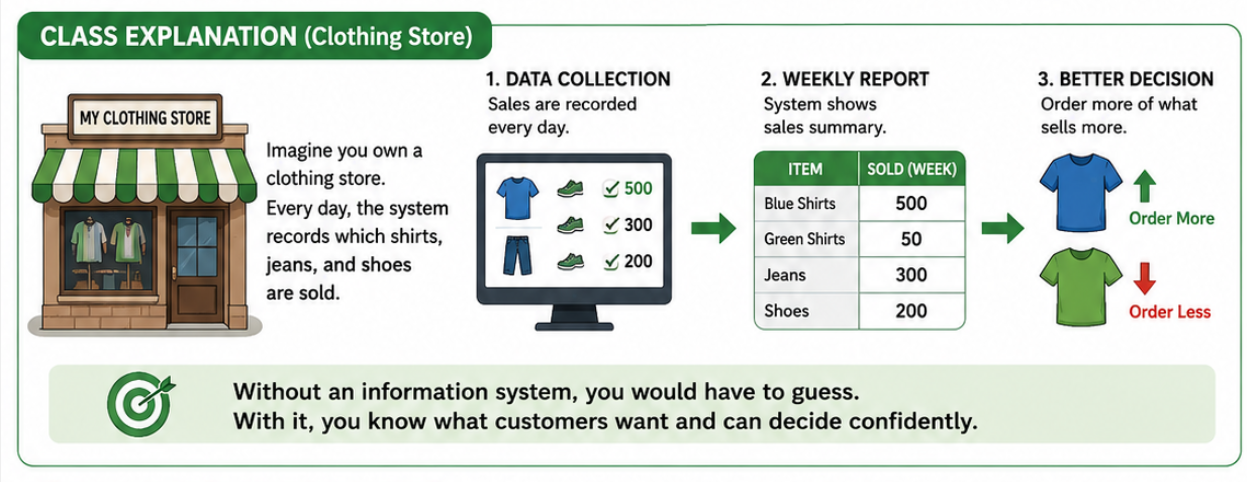 CLASS EXPLANATION (Clothing Store)
MY CLOTHING STORE
Imagine you own a
clothing store.
Every day, the system
records which shirts,
jeans, and shoes
are sold.
1. DATA COLLECTION
Sales are recorded
every day.
500
300
200
2. WEEKLY REPORT
System shows
sales summary.
ITEM SOLD (WEEK)
Blue Shirts 500
Green Shirts 50
Jeans 300
Shoes 200
3. BETTER DECISION
Order more of what
sells more.
Order More
Order Less
Without an information system, you would have to guess.
With it, you know what customers want and can decide confidently.